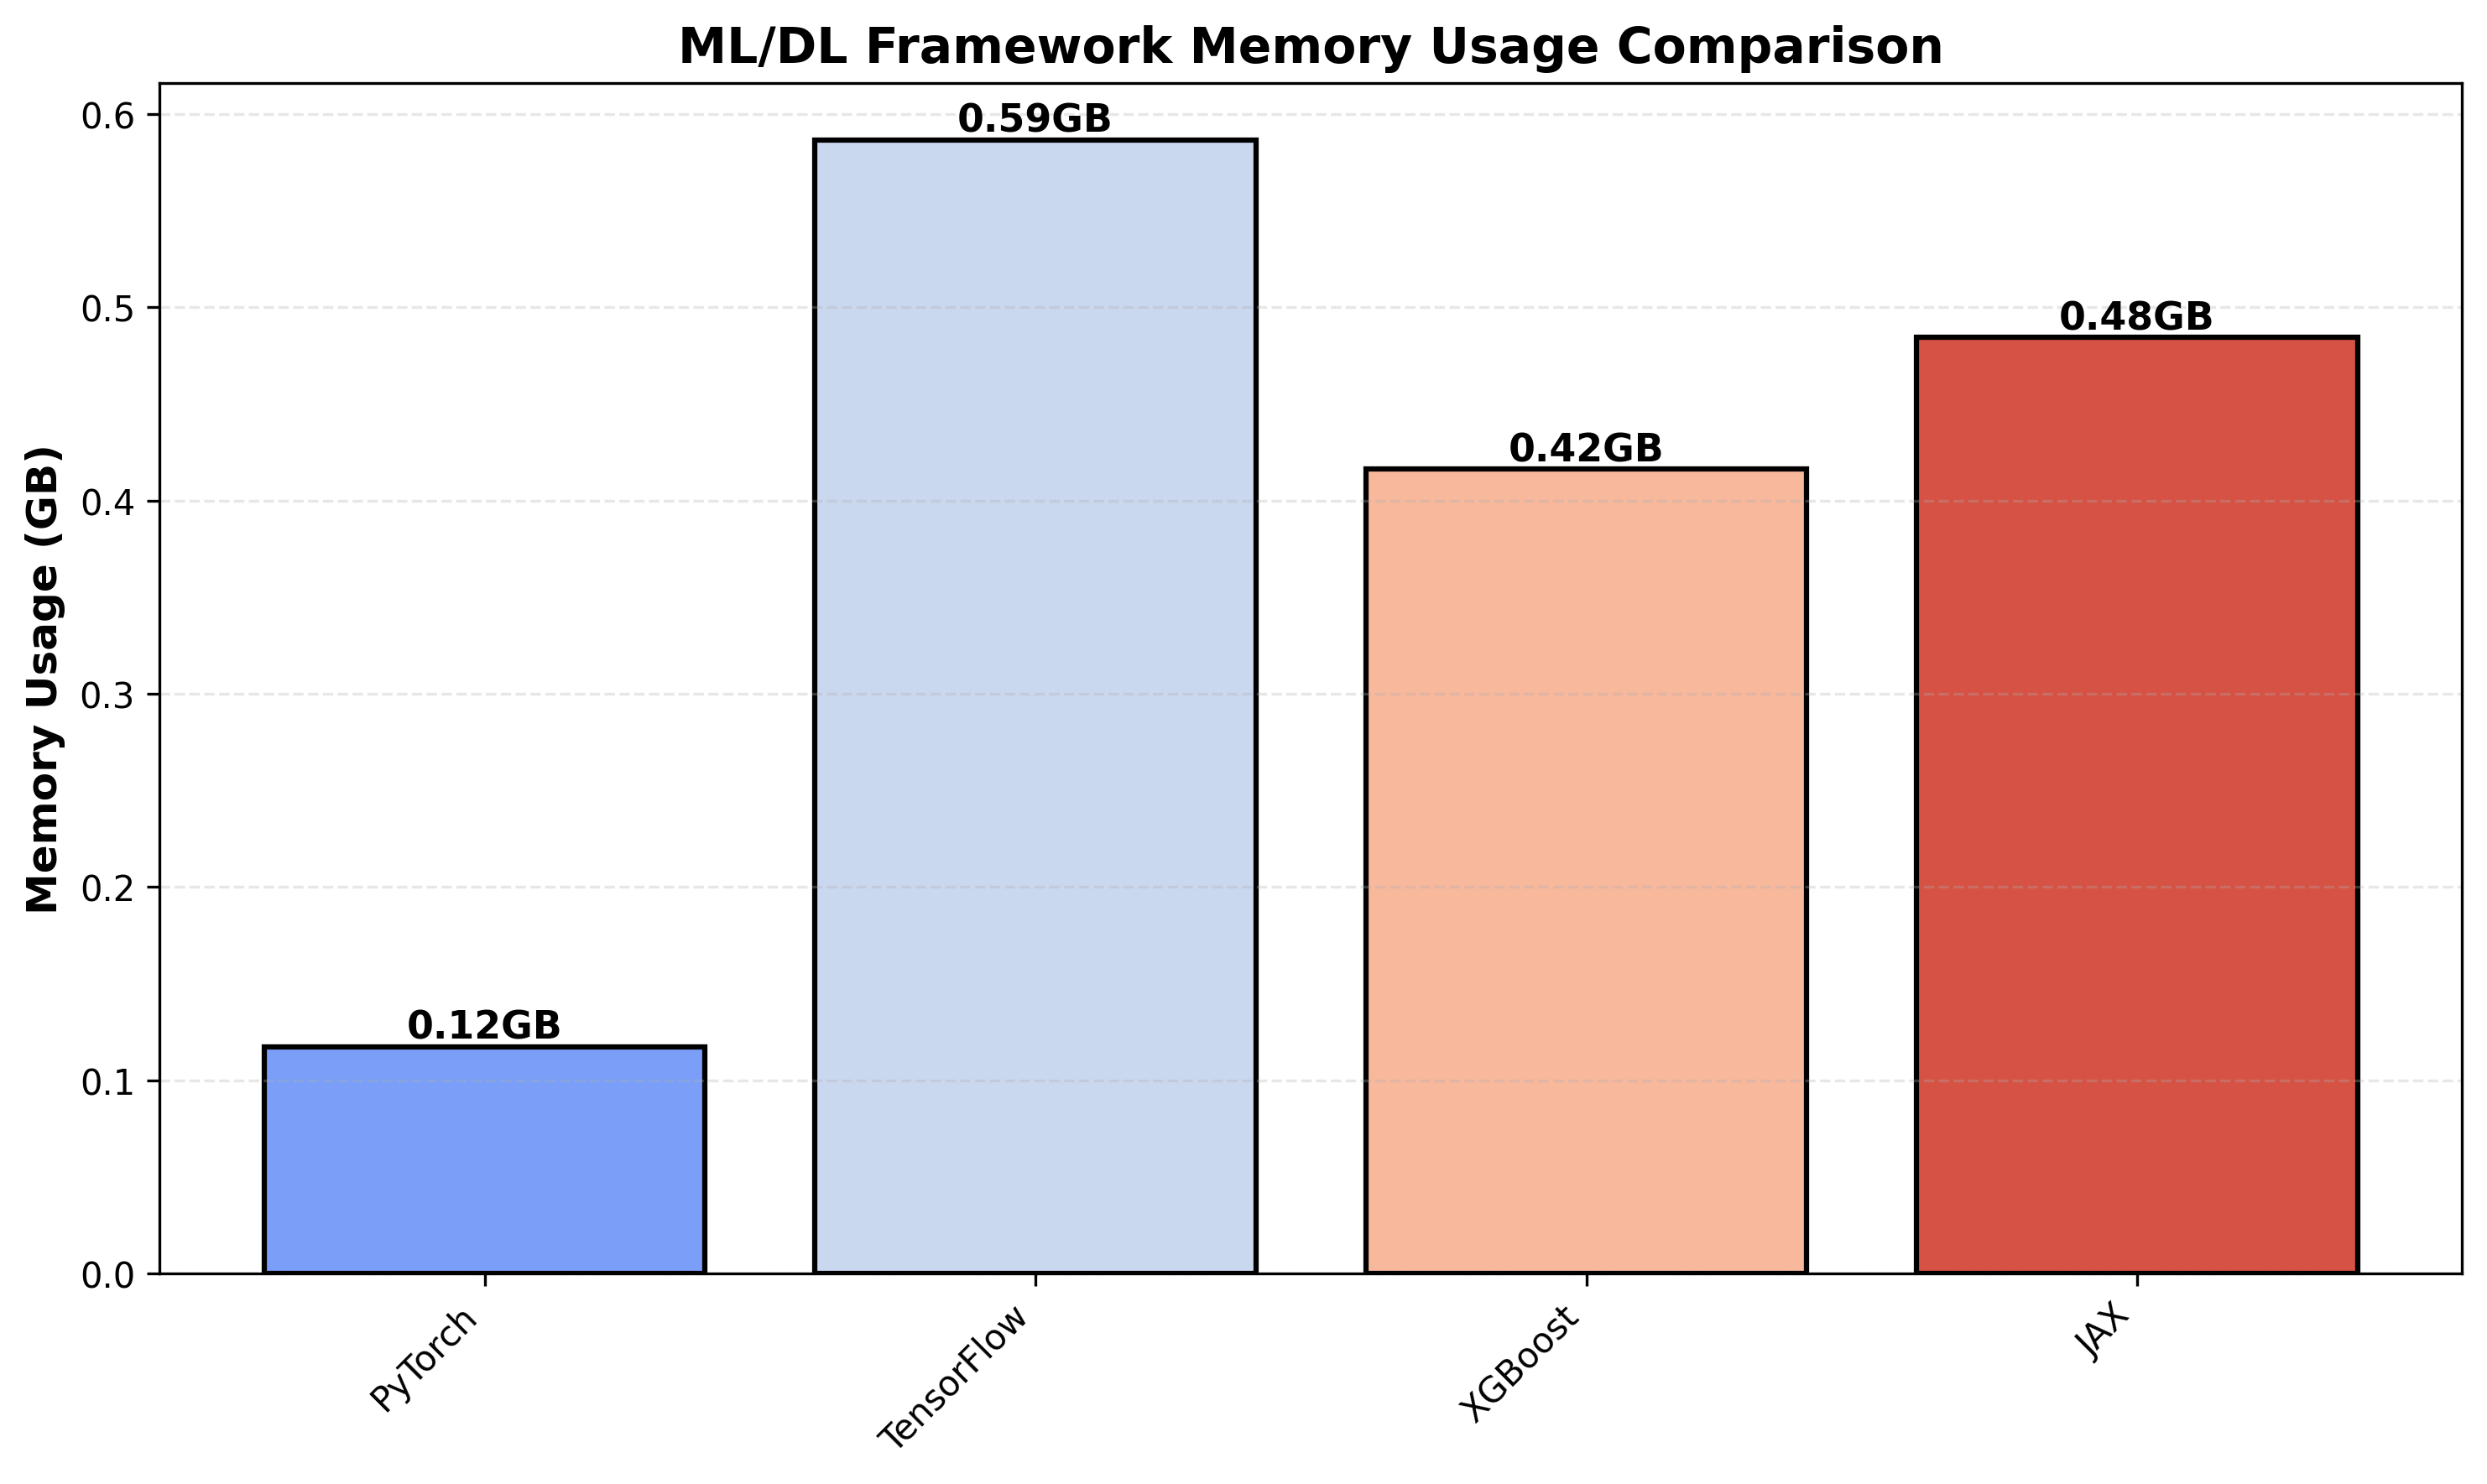 ML/DL Framework Memory Usage Comparison
Memory Usage (GB)
0.6
0.5
0.4
0.3
0.2
0.1
0.0
0.12GB
0.59GB
0.42GB
0.48GB
PyTorch
TensorFlow
XGBoost
JAX